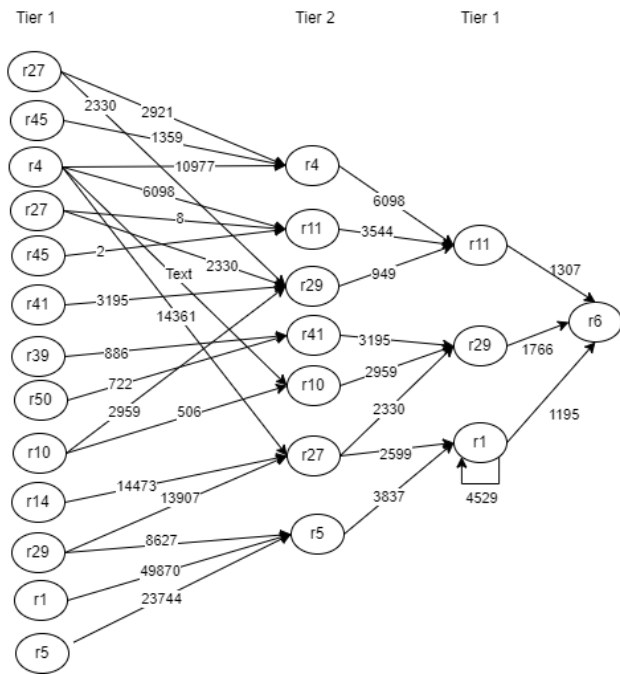 Tier 1 Tier 2 Tier 1
r27
2330
2921
r45
1359
r4
10977
r4
6098
6098
r27
8
r11
3544
r11
r45
2
2330
Text
949
1307
r41
3195
r29
14361
r6
r39
886
r41
3195
r29
1766
r50
722
r10
2959
2959
506
2330
1195
r10
r27
2599
r1
14473
r14
13907
3837
4529
r29
8627
r5
49870
r1
23744
r5